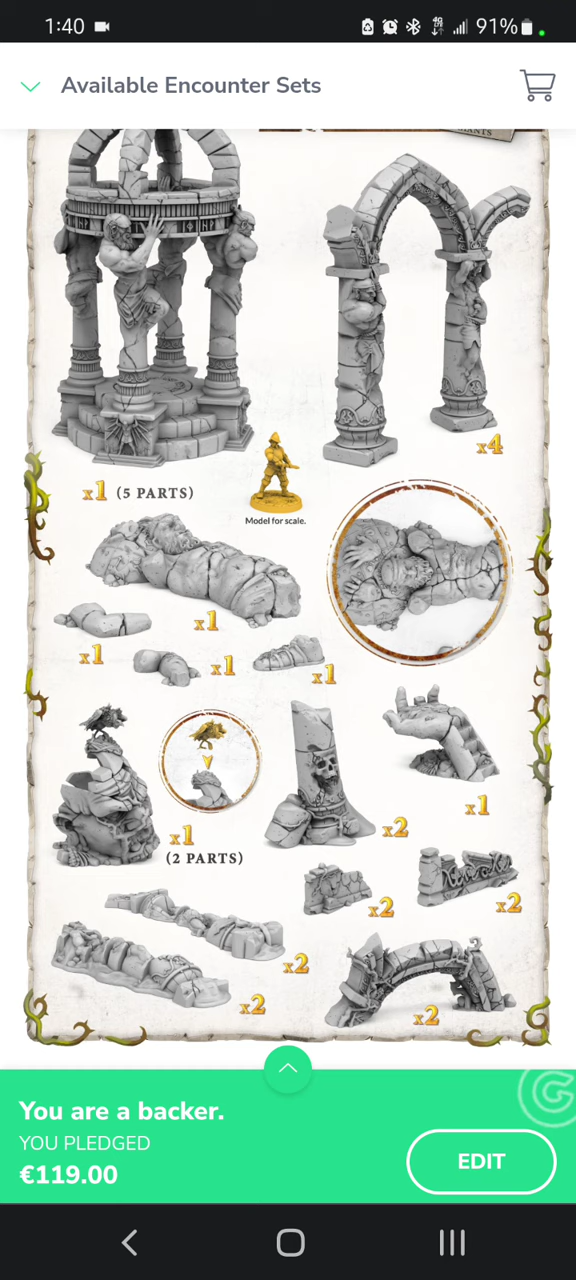 1:40
4G
91%
Available Encounter Sets
x4
x1 (5 PARTS)
Model for scale.
x1
x1
x1
x1
x1
x2
x1
(2 PARTS)
x2
x2
x2
x2
x2
You are a backer.
YOU PLEDGED
€119.00
EDIT